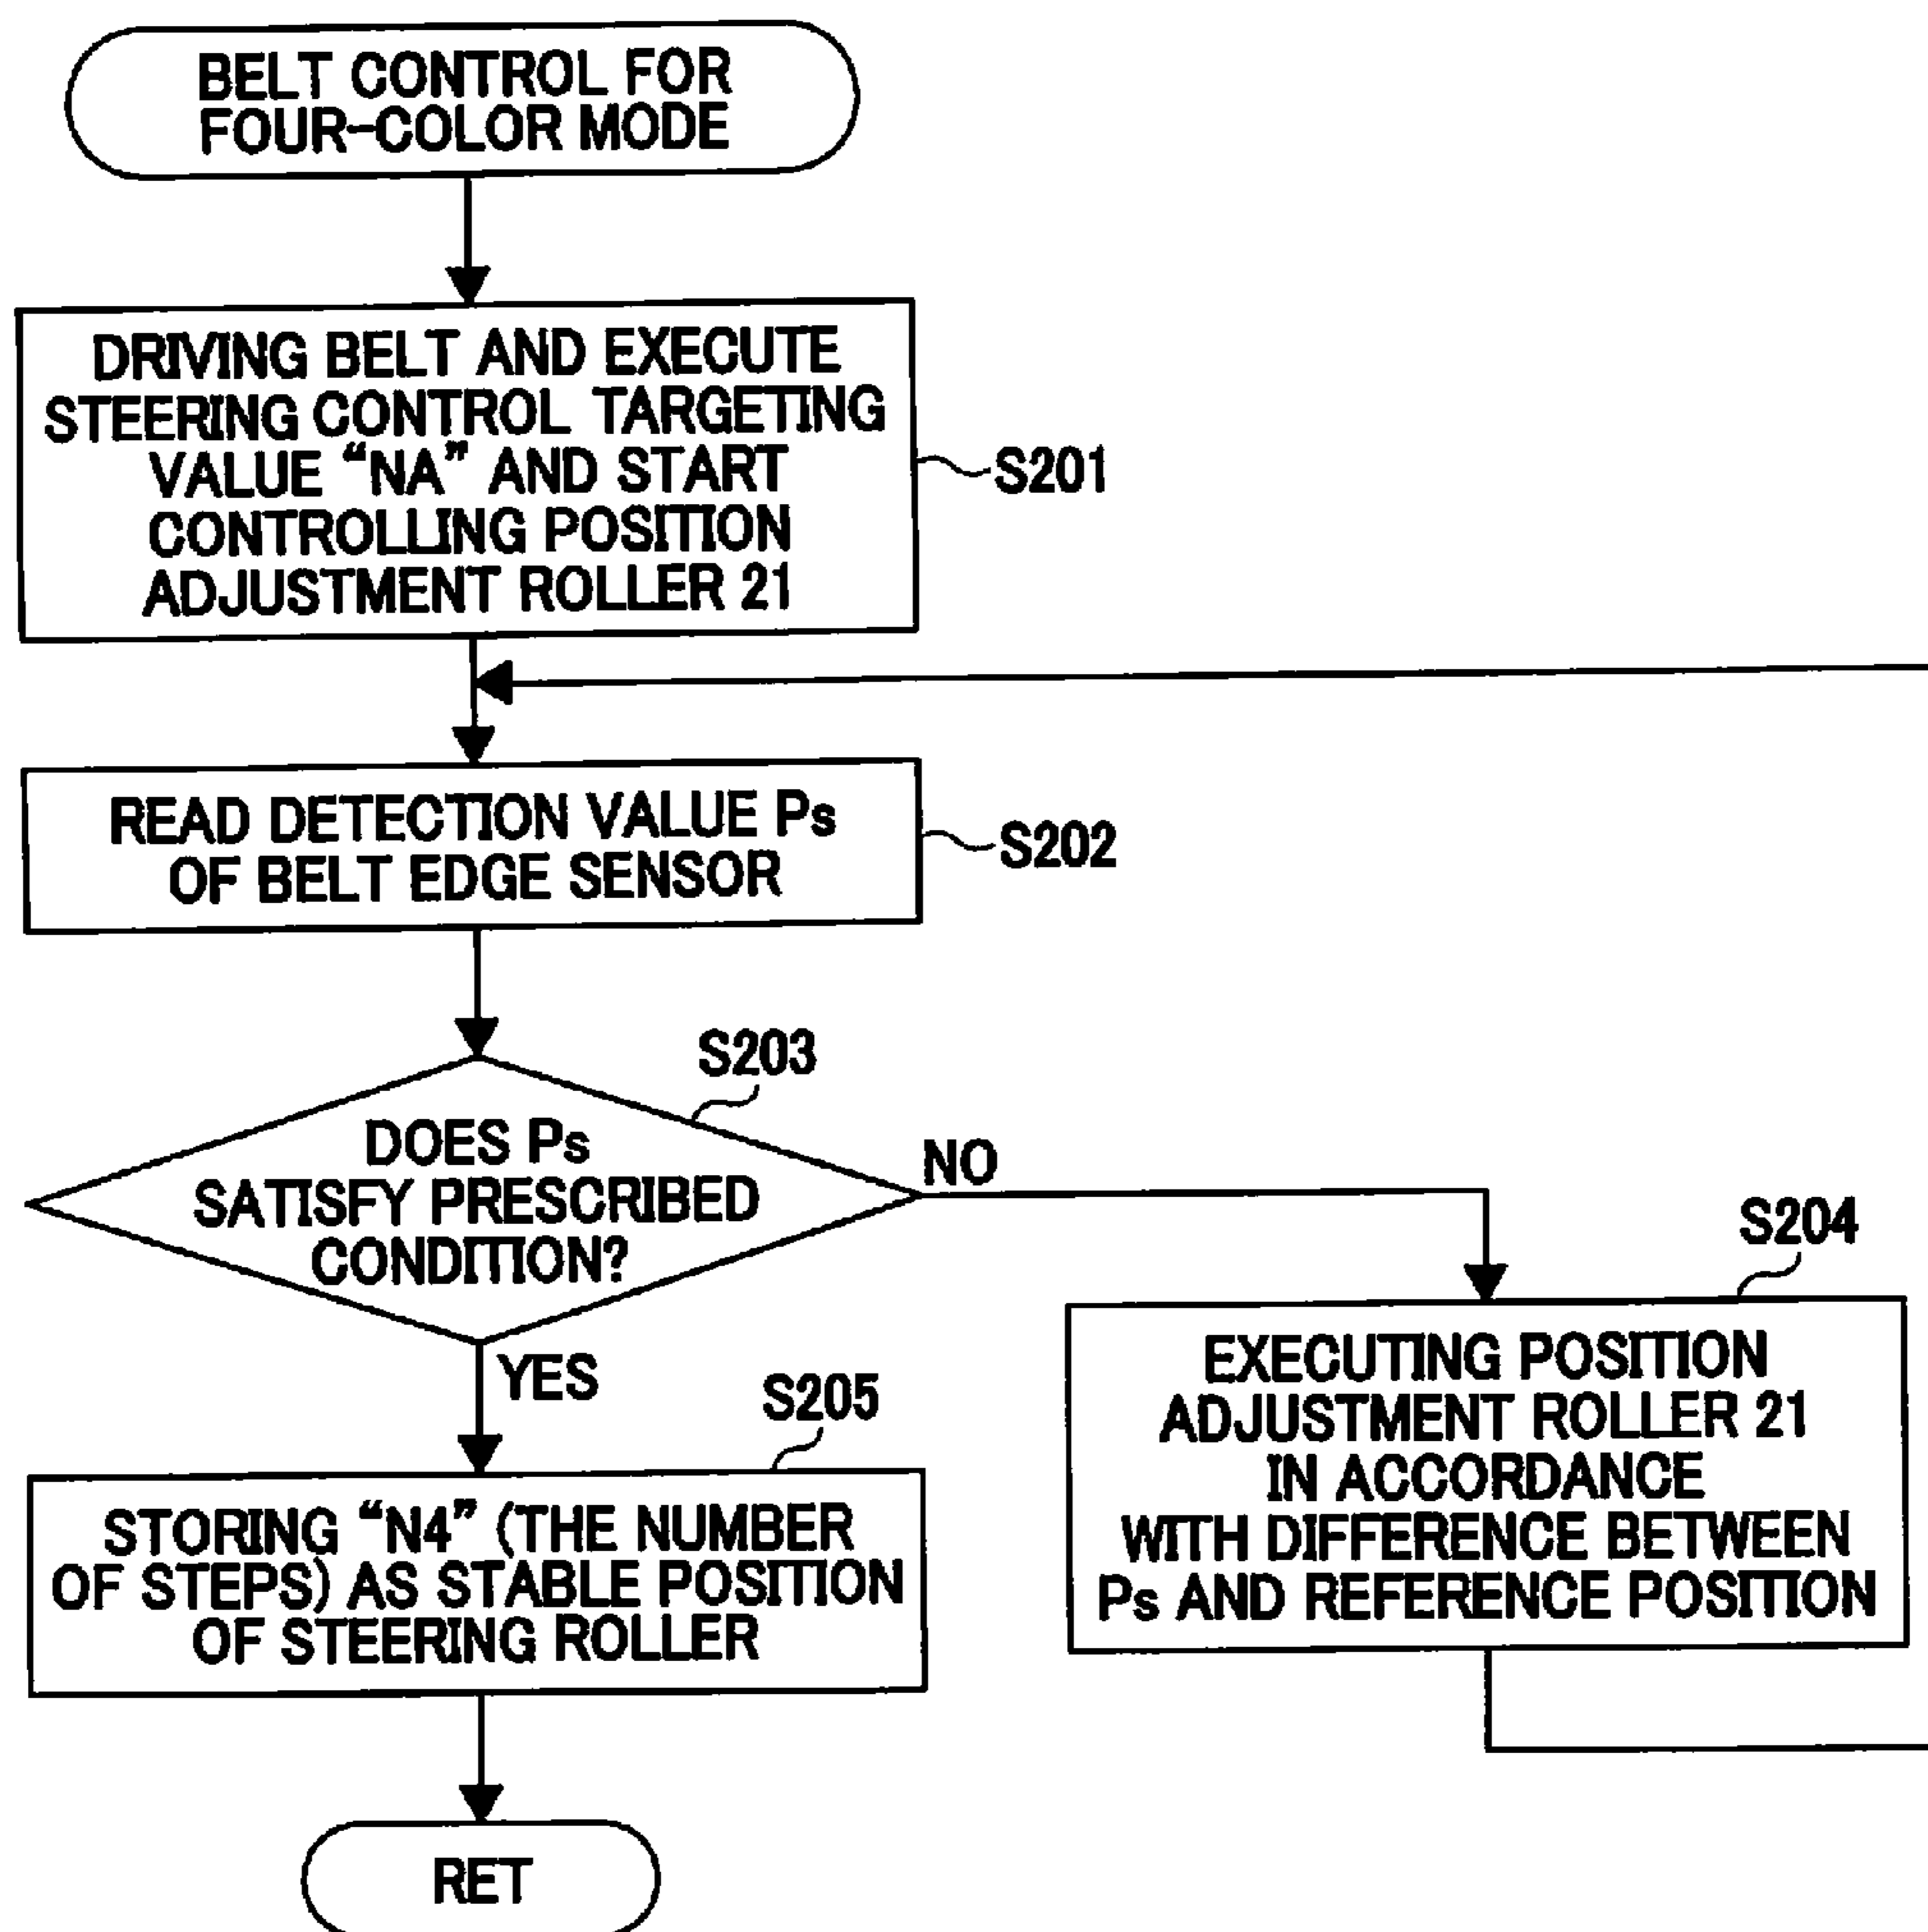 BELT CONTROL FOR
FOUR-COLOR MODE
DRIVING BELT AND EXECUTE
STEERING CONTROL TARGETING
VALUE “NA” AND START
CONTROLLING POSITION
ADJUSTMENT ROLLER 21
S201
READ DETECTION VALUE Ps
OF BELT EDGE SENSOR
S202
S203
DOES Ps
SATISFY PRESCRIBED
CONDITION?
NO
YES
S204
EXECUTING POSITION
ADJUSTMENT ROLLER 21
IN ACCORDANCE
WITH DIFFERENCE BETWEEN
Ps AND REFERENCE POSITION
S205
STORING “N4” (THE NUMBER
OF STEPS) AS STABLE POSITION
OF STEERING ROLLER
RET